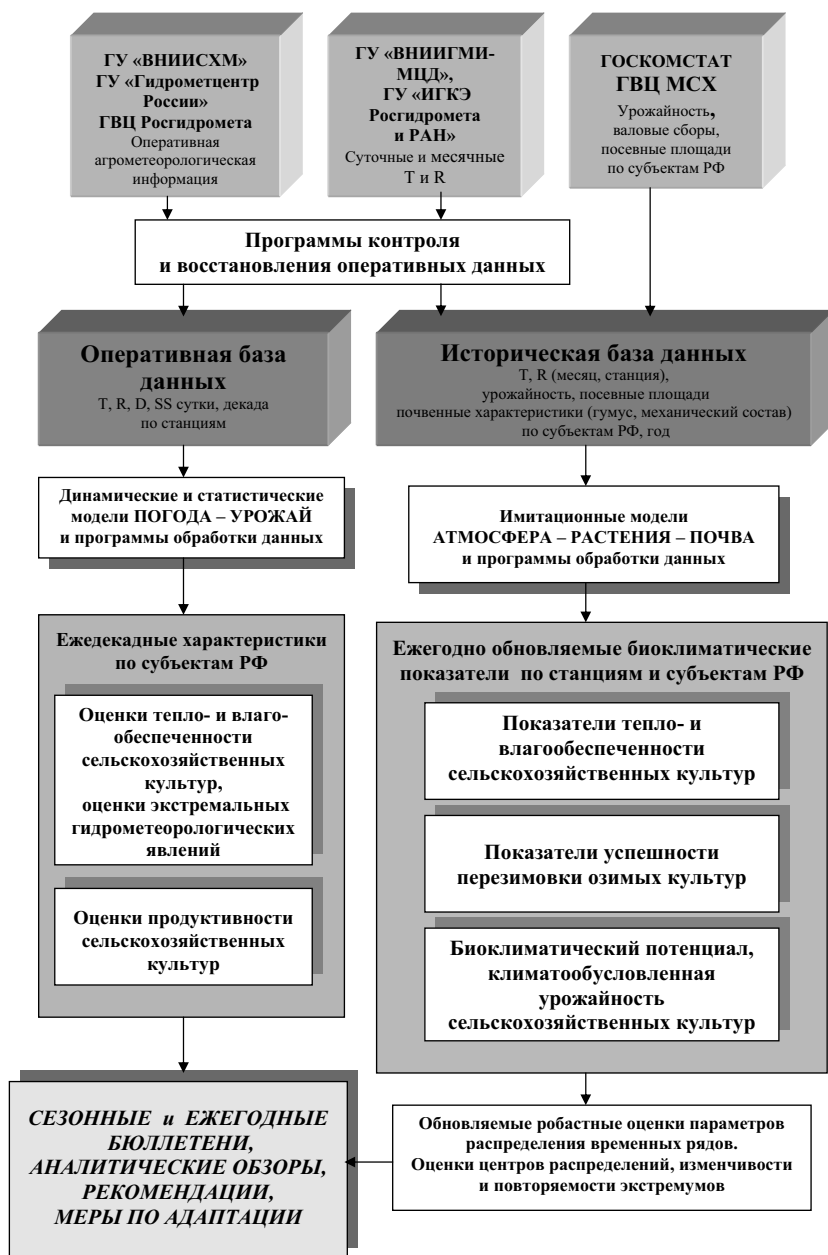 ГУ «ВНИИСХМ»
ГУ «Гидрометцентр
России»
ГВЦ Росгидромета
Оперативная
агрометеорологическая
информация
ГУ «ВНИИГМИ-
МЦД»,
ГУ «ИГКЭ
Росгидромета
и РАН»
Суточные и месячные
T и R
ГОСКОМСТАТ
ГВЦ МСХ
Урожайность,
валовые сборы,
посевные площади
по субъектам РФ
Программы контроля
и восстановления оперативных данных
Оперативная база
данных
T, R, D, SS сутки, декада
по станциям
Историческая база данных
T, R (месяц, станция),
урожайность, посевные площади
почвенные характеристики (гумус, механический состав)
по субъектам РФ, год
Динамические и статистические
модели ПОГОДА – УРОЖАЙ
и программы обработки данных
Имитационные модели
АТМОСФЕРА – РАСТЕНИЯ – ПОЧВА
и программы обработки данных
Ежедекадные характеристики
по субъектам РФ
Оценки тепло- и влаго-
обеспеченности
сельскохозяйственных
культур,
оценки экстремальных
гидрометеорологических
явлений
Оценки продуктивности
сельскохозяйственных
культур
Ежегодно обновляемые биоклиматические
показатели по станциям и субъектам РФ
Показатели тепло- и
влагообеспеченности
сельскохозяйственных культур
Показатели успешности
перезимовки озимых культур
Биоклиматический потенциал,
климатообусловленная
урожайность
сельскохозяйственных культур
СЕЗОННЫЕ и ЕЖЕГОДНЫЕ
БЮЛЛЕТЕНИ,
АНАЛИТИЧЕСКИЕ ОБЗОРЫ,
РЕКОМЕНДАЦИИ,
МЕРЫ ПО АДАПТАЦИИ
Обновляемые робастные оценки параметров
распределения временных рядов.
Оценки центров распределений, изменчивости
и повторяемости экстремумов